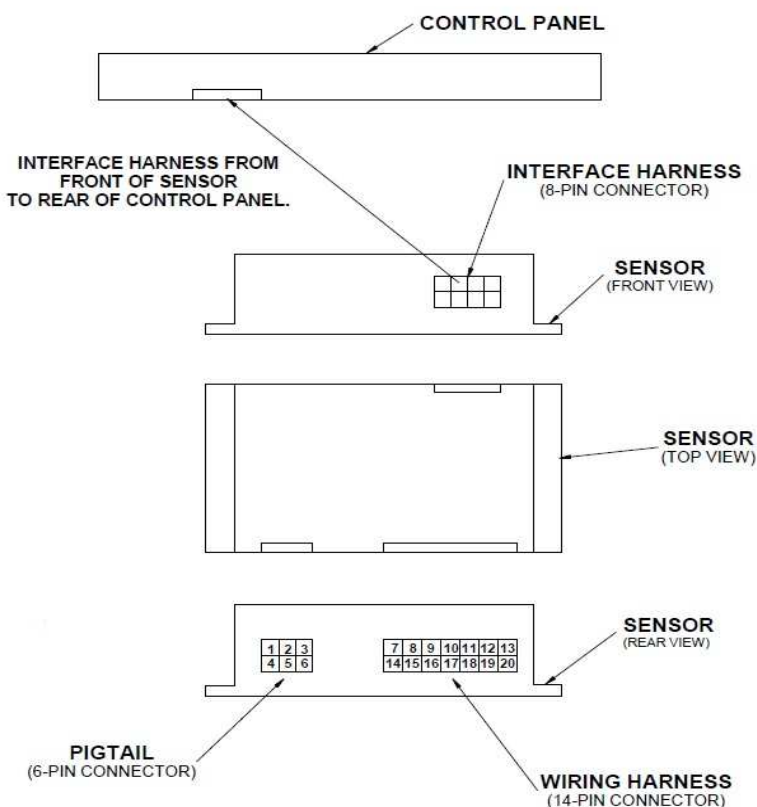 CONTROL PANEL
INTERFACE HARNESS FROM
FRONT OF SENSOR
TO REAR OF CONTROL PANEL.
INTERFACE HARNESS
(8-PIN CONNECTOR)
SENSOR
(FRONT VIEW)
SENSOR
(TOP VIEW)
SENSOR
(REAR VIEW)
1 2 3
4 5 6
7 8 9 10 11 12 13
14 15 16 17 18 19 20
PIGTAIL
(6-PIN CONNECTOR)
WIRING HARNESS
(14-PIN CONNECTOR)